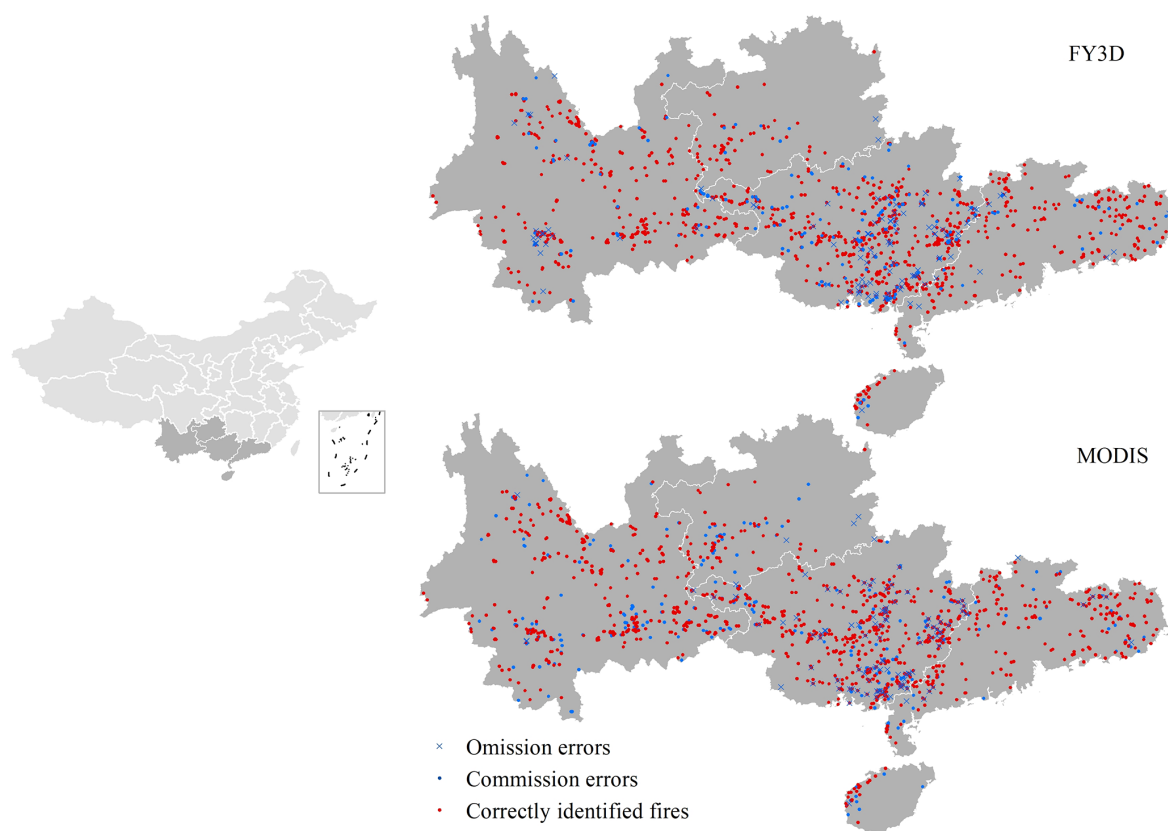 FY3D
MODIS
Omission errors
Commission errors
Correctly identified fires